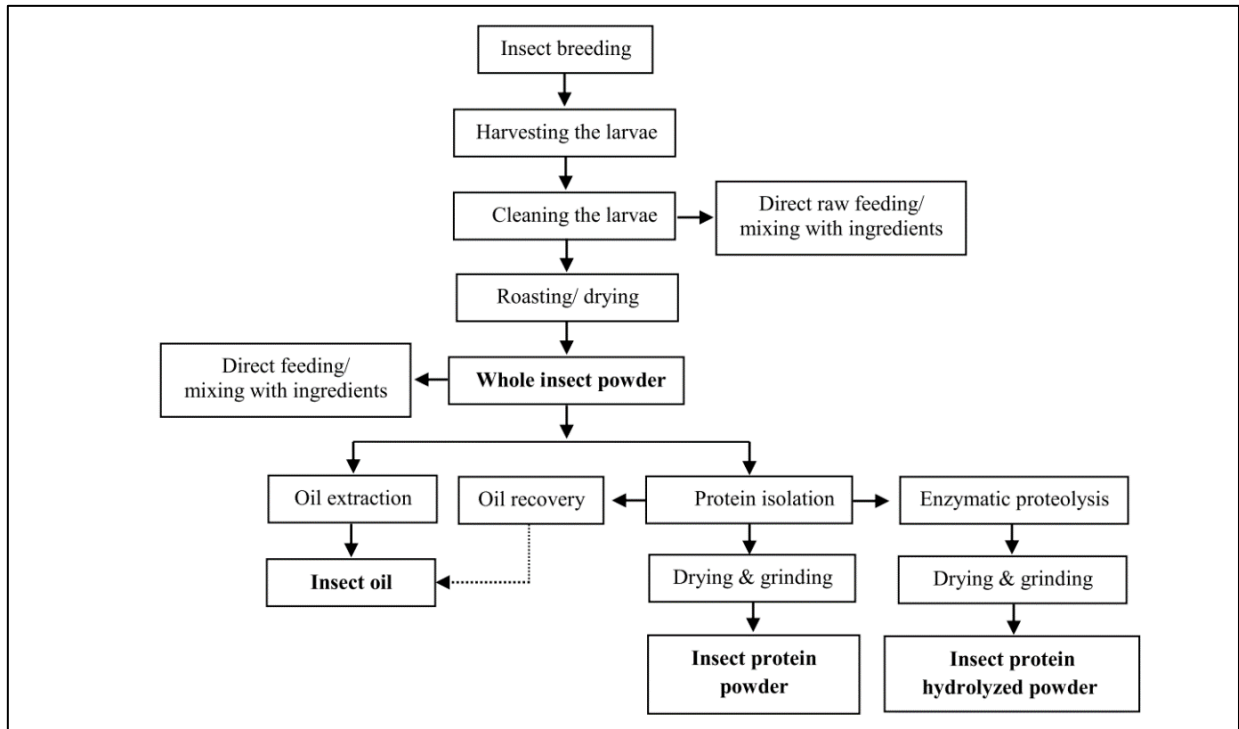 Insect breeding
Harvesting the larvae
Cleaning the larvae
Direct raw feeding/
mixing with ingredients
Roasting/ drying
Direct feeding/
mixing with ingredients
Whole insect powder
Oil extraction
Oil recovery
Protein isolation
Enzymatic proteolysis
Insect oil
Drying & grinding
Drying & grinding
Insect protein
powder
Insect protein
hydrolyzed powder